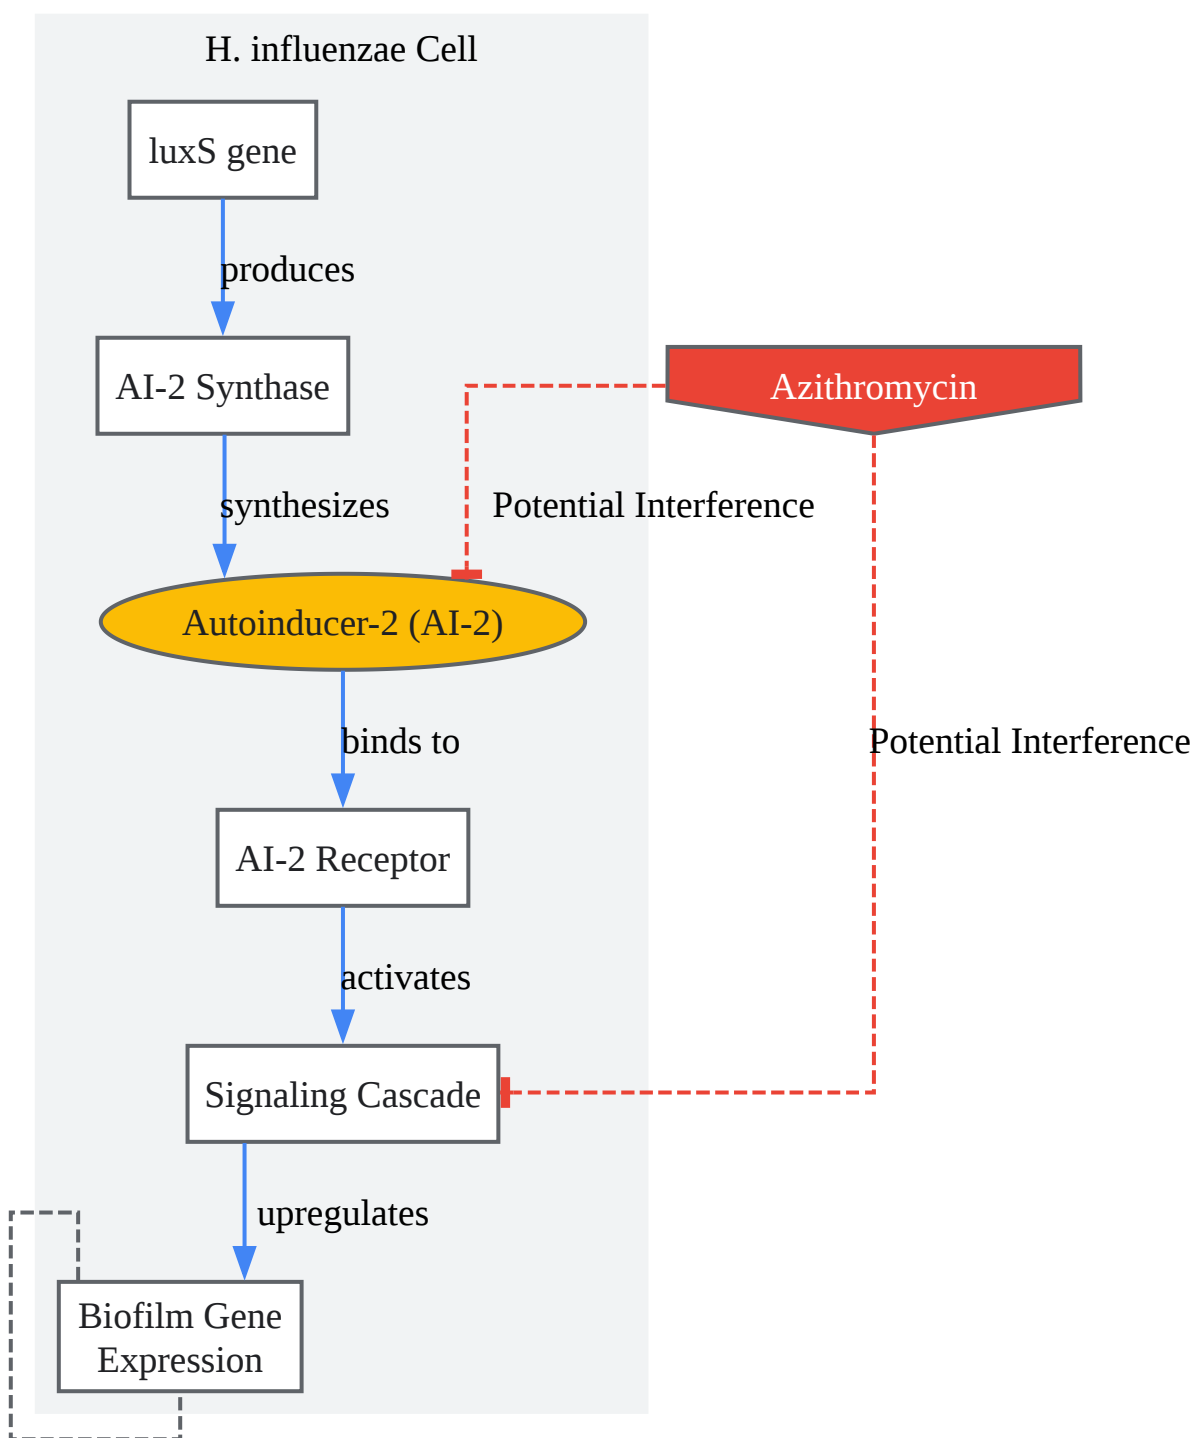 H. influenzae Cell
luxS gene
produces
AI-2 Synthase
Azithromycin
synthesizes
Potential Interference
Autoinducer-2 (AI-2)
binds to
Potential Interference
AI-2 Receptor
activates
Signaling Cascade
upregulates
Biofilm Gene
Expression